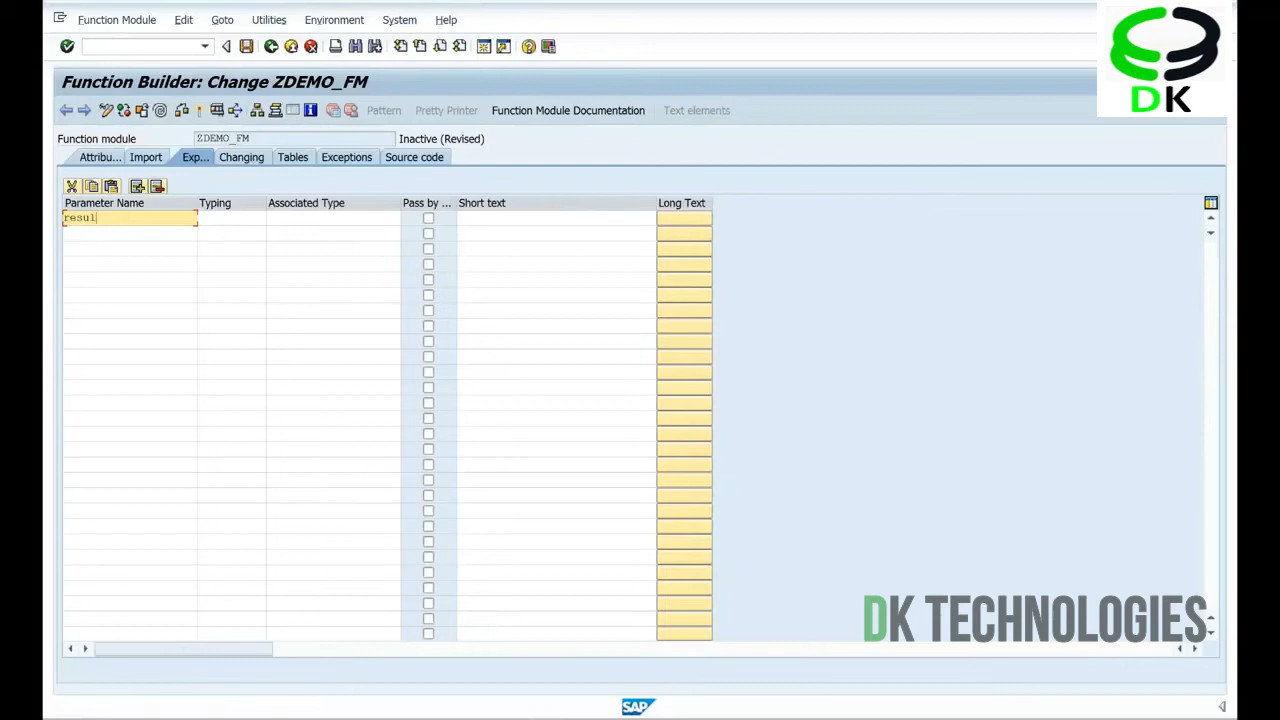 Function Module Edit Goto Utilities Environment System Help
DK
Function Builder: Change ZDEMO_FM
Pattern Pretty Printer Function Module Documentation Text elements
Function module ZDEMO_FM Inactive (Revised)
Attribu... Import Exp... Changing Tables Exceptions Source code
Parameter Name Typing Associated Type Pass by ... Short text Long Text
resul
DK TECHNOLOGIES
SAP